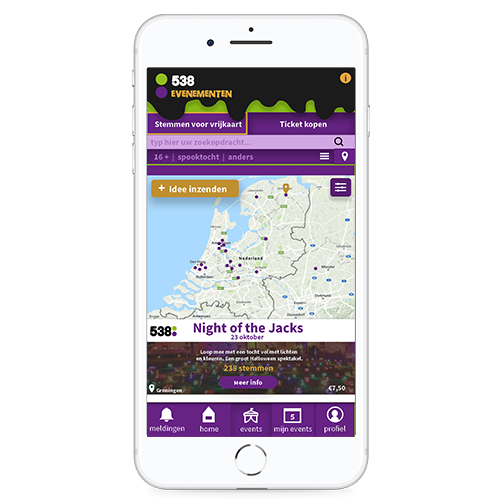 538
EVENEMENTEN
i
Stemmen voor vrijkaart
Ticket kopen
typ hier uw zoekopdracht...
16 + | spooktocht | anders
+ Idee inzenden
Nederland
538
Night of the Jacks
23 oktober
Loop mee met een tocht vol met lichten
en kleuren. Een groot Halloween spektakel.
238 stemmen
Meer info
Groningen
€7,50
5
meldingen
home
events
mijn events
profiel